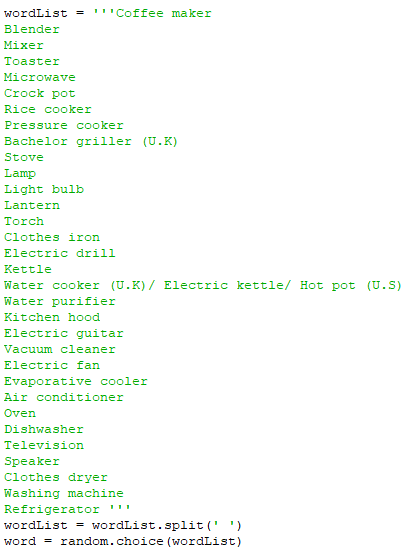 wordList = '''Coffee maker
Blender
Mixer
Toaster
Microwave
Crock pot
Rice cooker
Pressure cooker
Bachelor griller (U.K)
Stove
Lamp
Light bulb
Lantern
Torch
Clothes iron
Electric drill
Kettle
Water cooker (U.K)/ Electric kettle/ Hot pot (U.S)
Water purifier
Kitchen hood
Electric guitar
Vacuum cleaner
Electric fan
Evaporative cooler
Air conditioner
Oven
Dishwasher
Television
Speaker
Clothes dryer
Washing machine
Refrigerator '''
wordList = wordList.split(' ')
word = random.choice(wordList)